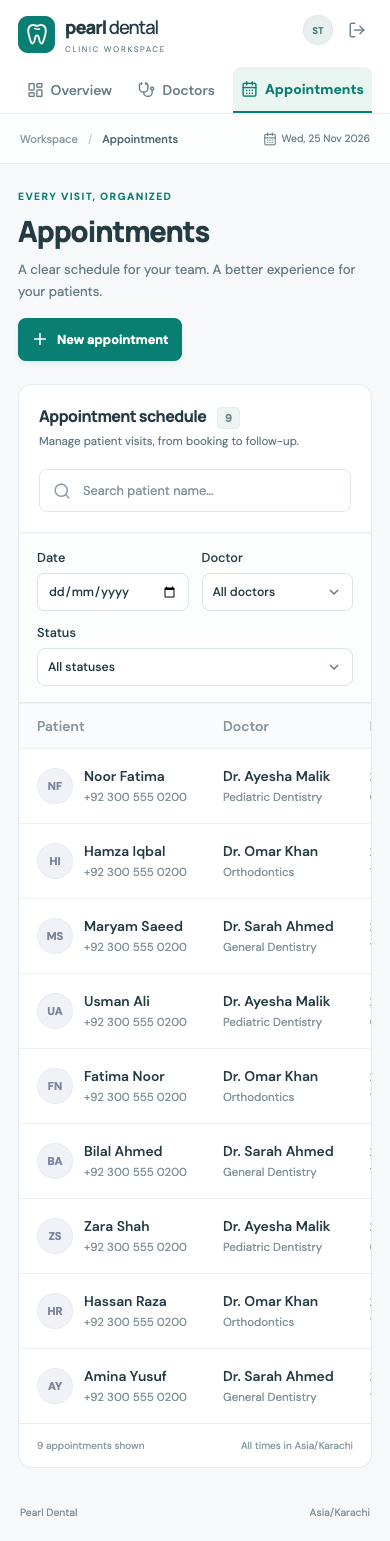 pearl dental
CLINIC WORKSPACE
ST
Overview
Doctors
Appointments
Workspace / Appointments
Wed, 25 Nov 2026
EVERY VISIT, ORGANIZED
Appointments
A clear schedule for your team. A better experience for
your patients.
New appointment
Appointment schedule 9
Manage patient visits, from booking to follow-up.
Search patient name...
Date
Doctor
dd/mm/yyyy
All doctors
Status
All statuses
Patient
Doctor
NF
Noor Fatima
+92 300 555 0200
Dr. Ayesha Malik
Pediatric Dentistry
HI
Hamza Iqbal
+92 300 555 0200
Dr. Omar Khan
Orthodontics
MS
Maryam Saeed
+92 300 555 0200
Dr. Sarah Ahmed
General Dentistry
UA
Usman Ali
+92 300 555 0200
Dr. Ayesha Malik
Pediatric Dentistry
FN
Fatima Noor
+92 300 555 0200
Dr. Omar Khan
Orthodontics
BA
Bilal Ahmed
+92 300 555 0200
Dr. Sarah Ahmed
General Dentistry
ZS
Zara Shah
+92 300 555 0200
Dr. Ayesha Malik
Pediatric Dentistry
HR
Hassan Raza
+92 300 555 0200
Dr. Omar Khan
Orthodontics
AY
Amina Yusuf
+92 300 555 0200
Dr. Sarah Ahmed
General Dentistry
9 appointments shown
All times in Asia/Karachi
Pearl Dental
Asia/Karachi